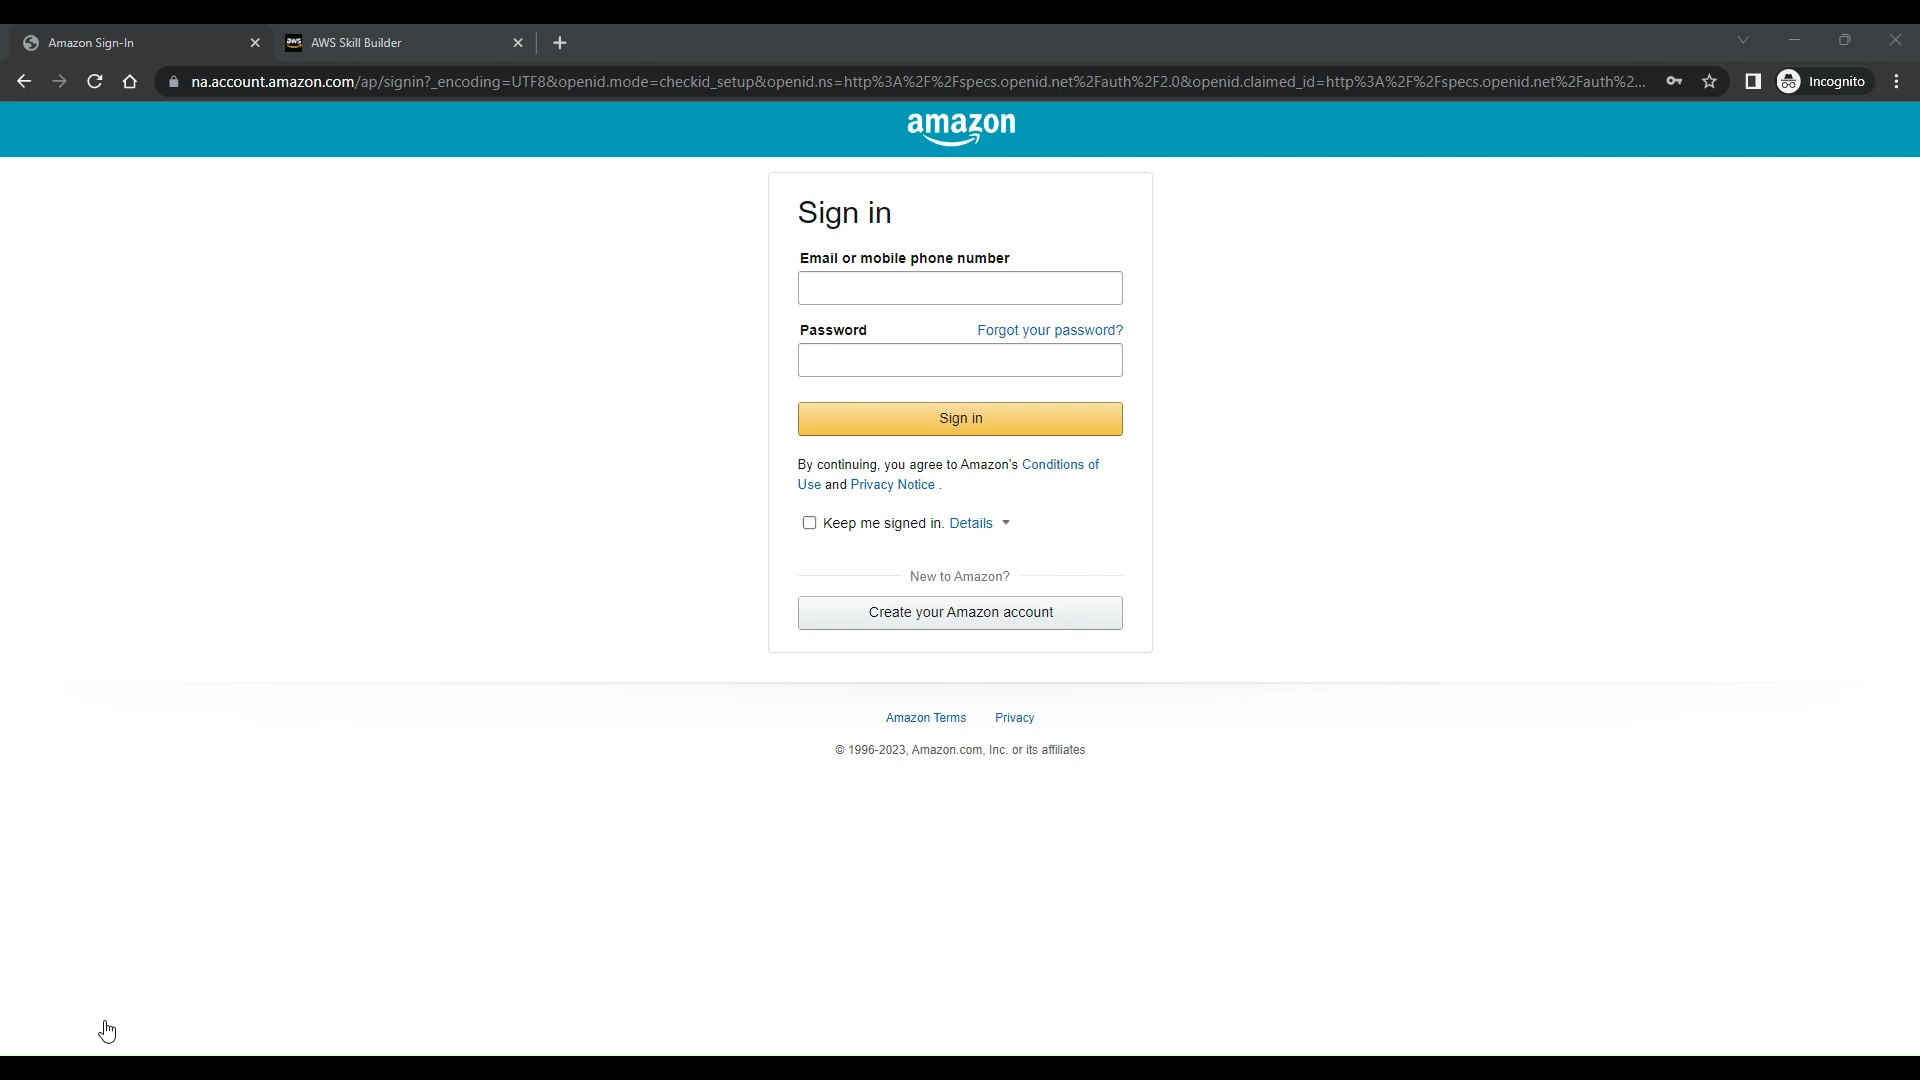 Amazon Sign-In
aws AWS Skill Builder
na.account.amazon.com/ap/signin?_encoding=UTF8&openid.mode=checkid_setup&openid.ns=http%3A%2F%2Fspecs.openid.net%2Fauth%2F2.0&openid.claimed_id=http%3A%2F%2Fspecs.openid.net%2Fauth%2... Incognito
amazon
Sign in
Email or mobile phone number
Password Forgot your password?
Sign in
By continuing, you agree to Amazon's Conditions of
Use and Privacy Notice .
Keep me signed in. Details
New to Amazon?
Create your Amazon account
Amazon Terms Privacy
© 1996-2023, Amazon.com, Inc. or its affiliates